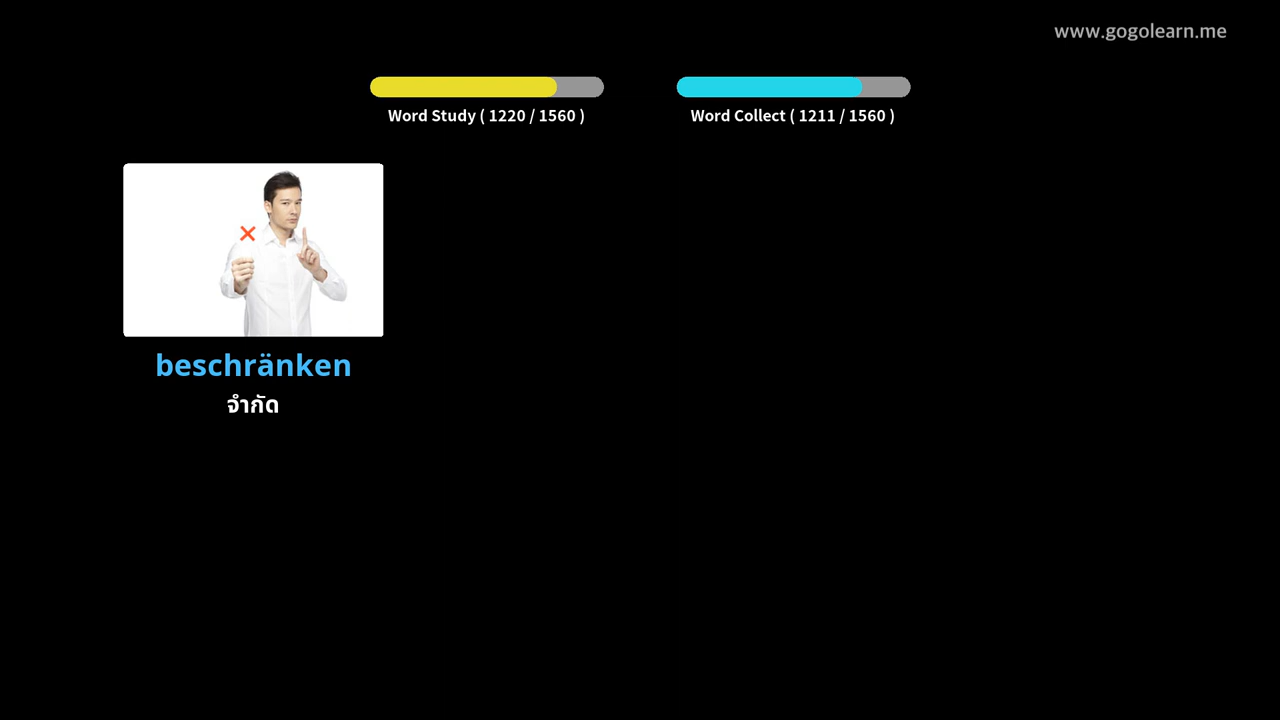 www.gogolearn.me
Word Study ( 1220 / 1560 )
Word Collect ( 1211 / 1560 )
beschränken
จำกัด